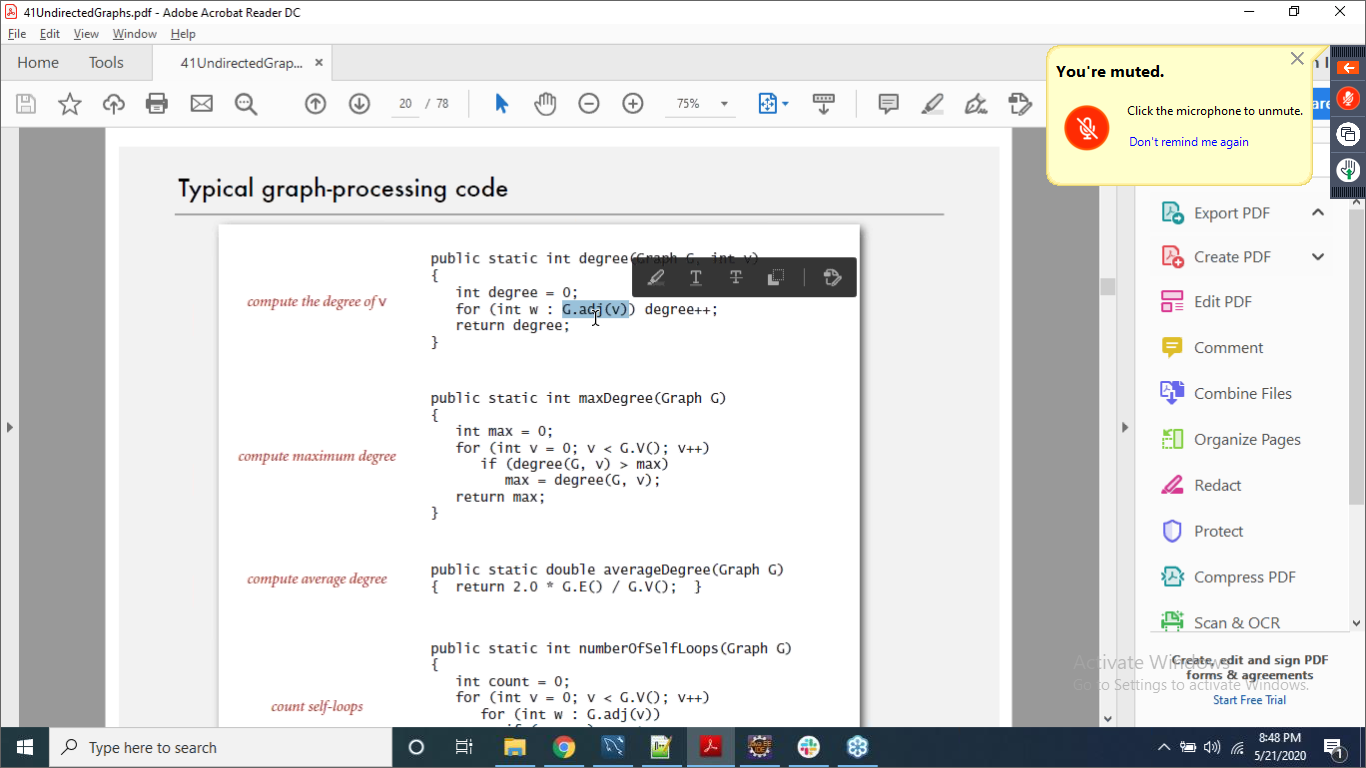 41UndirectedGraphs.pdf - Adobe Acrobat Reader DC
File Edit View Window Help
Home Tools 41UndirectedGrap... ×
20 / 78 75%
You're muted.
Click the microphone to unmute.
Don't remind me again
Typical graph-processing code
compute the degree of v
public static int degree(Graph G, int v)
{
int degree = 0;
for (int w : G.adj(v)) degree++;
return degree;
}
compute maximum degree
public static int maxDegree(Graph G)
{
int max = 0;
for (int v = 0; v < G.V(); v++)
if (degree(G, v) > max)
max = degree(G, v);
return max;
}
compute average degree
public static double averageDegree(Graph G)
{ return 2.0 * G.E() / G.V(); }
count self-loops
public static int numberOfSelfLoops(Graph G)
{
int count = 0;
for (int v = 0; v < G.V(); v++)
for (int w : G.adj(v))
Export PDF
Create PDF
Edit PDF
Comment
Combine Files
Organize Pages
Redact
Protect
Compress PDF
Scan & OCR
Create, edit and sign PDF
forms & agreements
Start Free Trial
Activate Windows
Go to Settings to activate Windows.
Type here to search
8:48 PM
5/21/2020
1